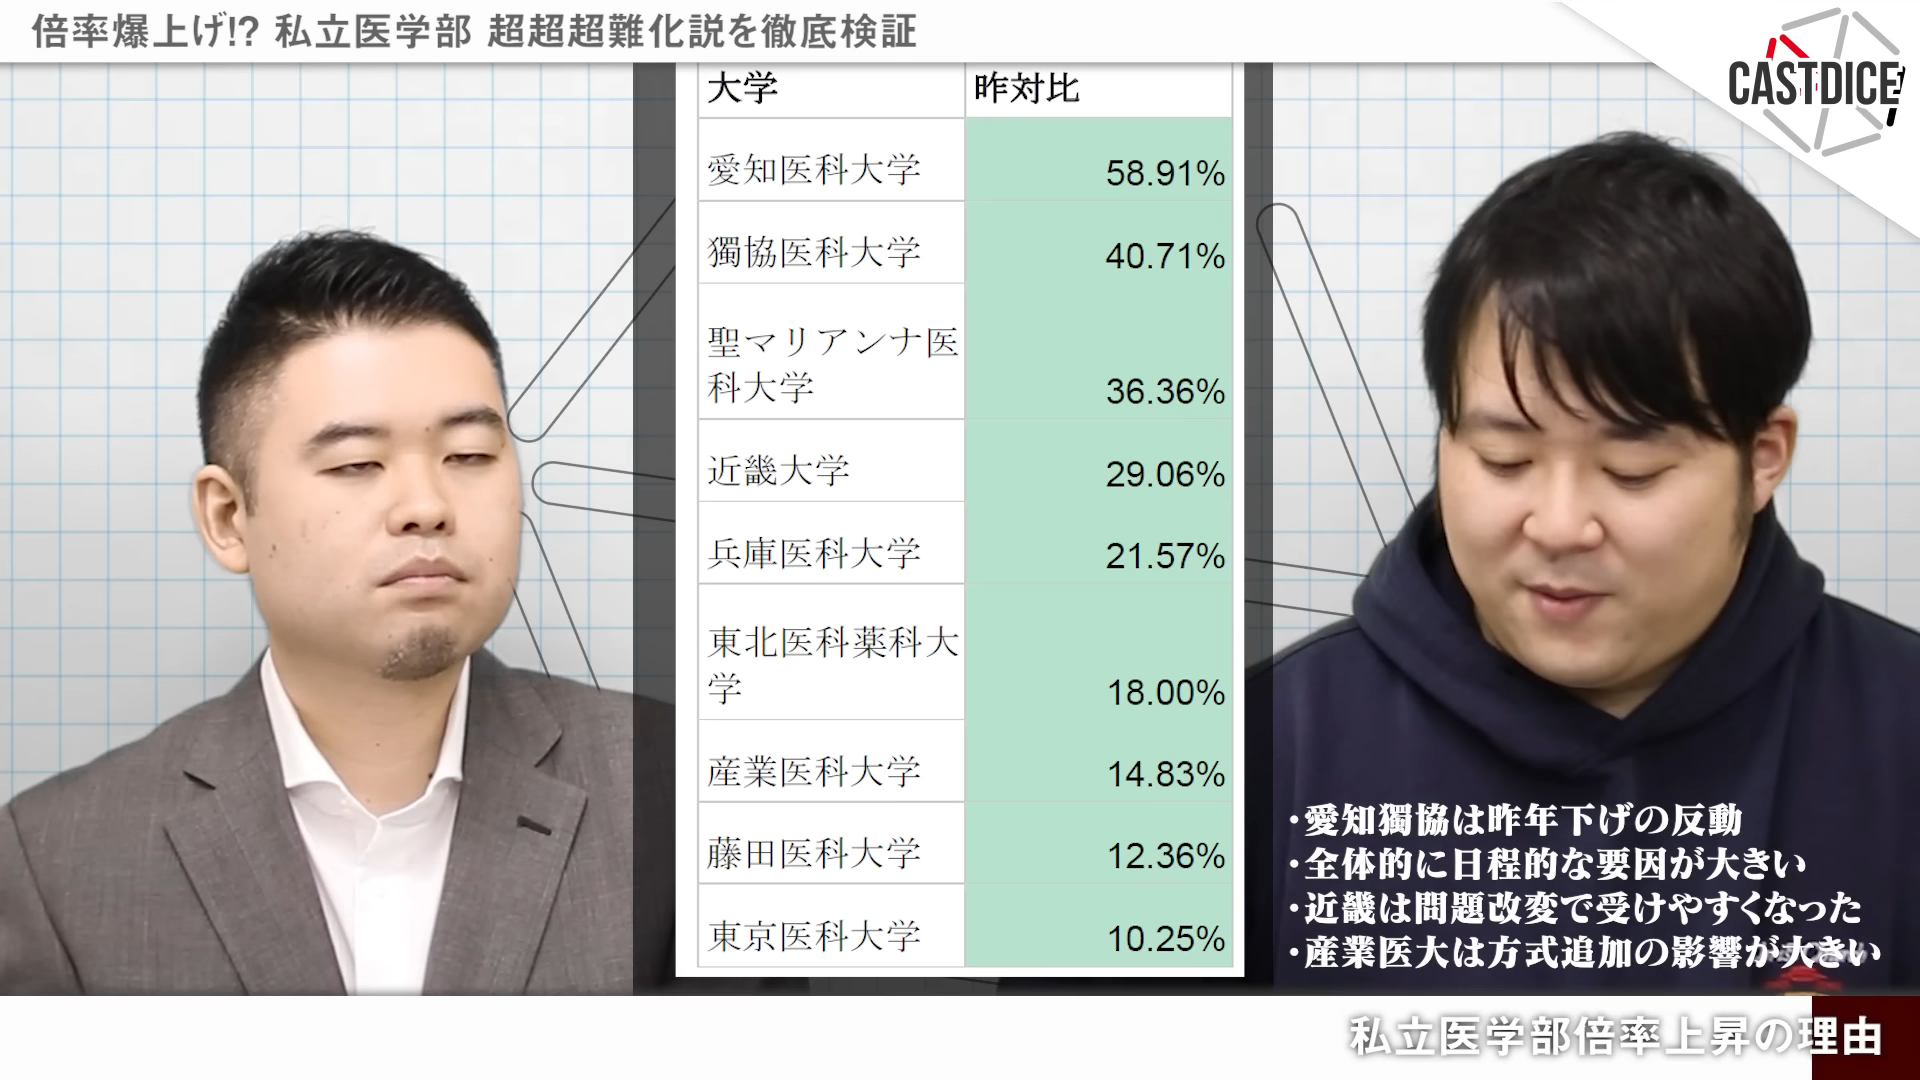 倍率爆上げ!? 私立医学部 超超超難化説を徹底検証
CASTDICE
大学 昨対比
愛知医科大学 58.91%
獨協医科大学 40.71%
聖マリアンナ医
科大学 36.36%
近畿大学 29.06%
兵庫医科大学 21.57%
東北医科薬科大
学 18.00%
産業医科大学 14.83%
藤田医科大学 12.36%
東京医科大学 10.25%
・愛知獨協は昨年下げの反動
・全体的に日程的な要因が大きい
・近畿は問題改変で受けやすくなった
・産業医大は方式追加の影響が大きい
私立医学部倍率上昇の理由